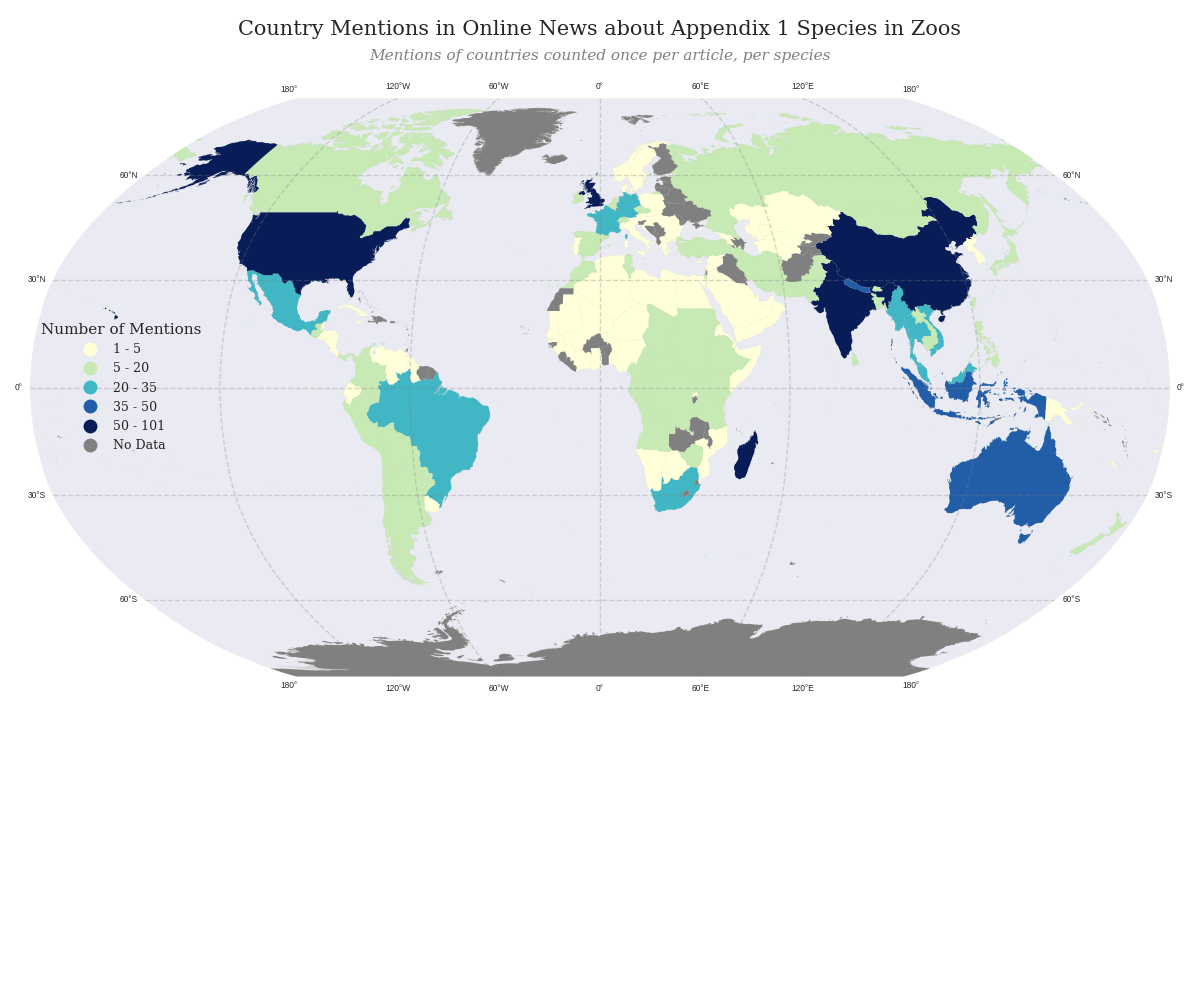 Country Mentions in Online News about Appendix 1 Species in Zoos
Mentions of countries counted once per article, per species
180° 120°W 60°W 0° 60°E 120°E 180°
60°N 60°N
30°N 30°N
Number of Mentions
1 - 5
5 - 20
20 - 35
35 - 50
50 - 101
No Data
0° 0°
30°S 30°S
60°S 60°S
180° 120°W 60°W 0° 60°E 120°E 180°